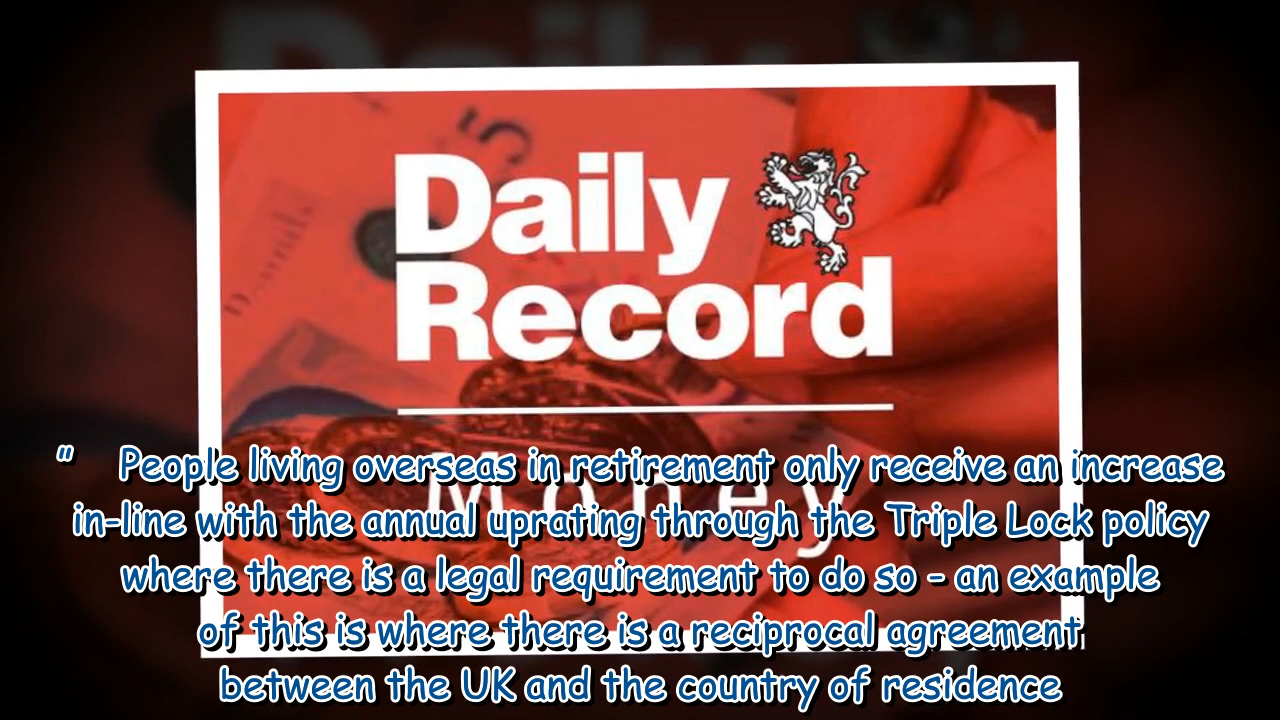 Daily
Record
Money
” People living overseas in retirement only receive an increase
in-line with the annual uprating through the Triple Lock policy
where there is a legal requirement to do so – an example
of this is where there is a reciprocal agreement
between the UK and the country of residence